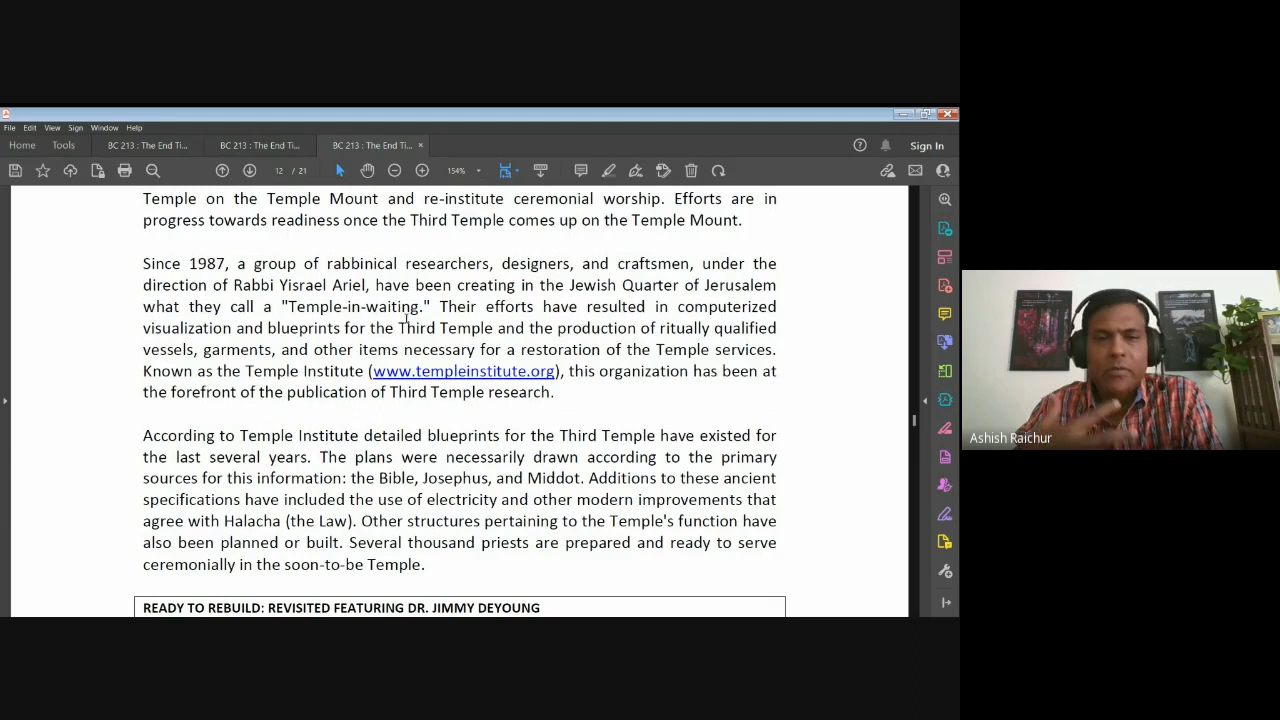 File Edit View Sign Window Help
Home Tools BC 213 : The End Ti... BC 213 : The End Ti... BC 213 : The End Ti... × Sign In
12 / 21 154%
Temple on the Temple Mount and re-institute ceremonial worship. Efforts are in
progress towards readiness once the Third Temple comes up on the Temple Mount.
Since 1987, a group of rabbinical researchers, designers, and craftsmen, under the
direction of Rabbi Yisrael Ariel, have been creating in the Jewish Quarter of Jerusalem
what they call a "Temple-in-waiting." Their efforts have resulted in computerized
visualization and blueprints for the Third Temple and the production of ritually qualified
vessels, garments, and other items necessary for a restoration of the Temple services.
Known as the Temple Institute (www.templeinstitute.org), this organization has been at
the forefront of the publication of Third Temple research.
According to Temple Institute detailed blueprints for the Third Temple have existed for
the last several years. The plans were necessarily drawn according to the primary
sources for this information: the Bible, Josephus, and Middot. Additions to these ancient
specifications have included the use of electricity and other modern improvements that
agree with Halacha (the Law). Other structures pertaining to the Temple's function have
also been planned or built. Several thousand priests are prepared and ready to serve
ceremonially in the soon-to-be Temple.
READY TO REBUILD: REVISITED FEATURING DR. JIMMY DEYOUNG
Ashish Raichur